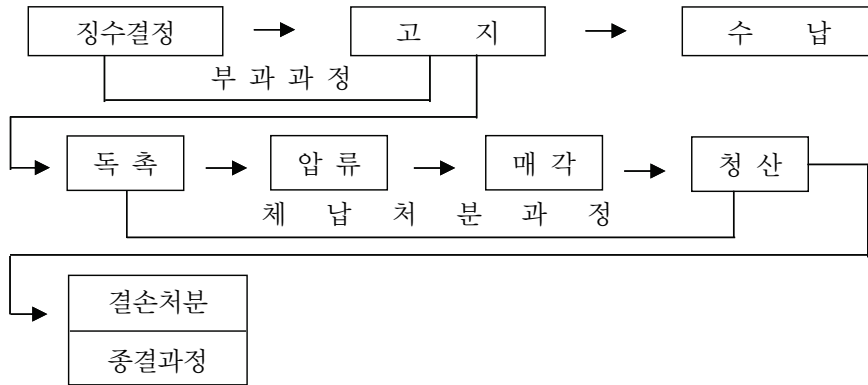 징수결정 고 지 수 납
부 과 과 정
독 촉 압 류 매 각 청 산
체 납 처 분 과 정
결손처분
종결과정